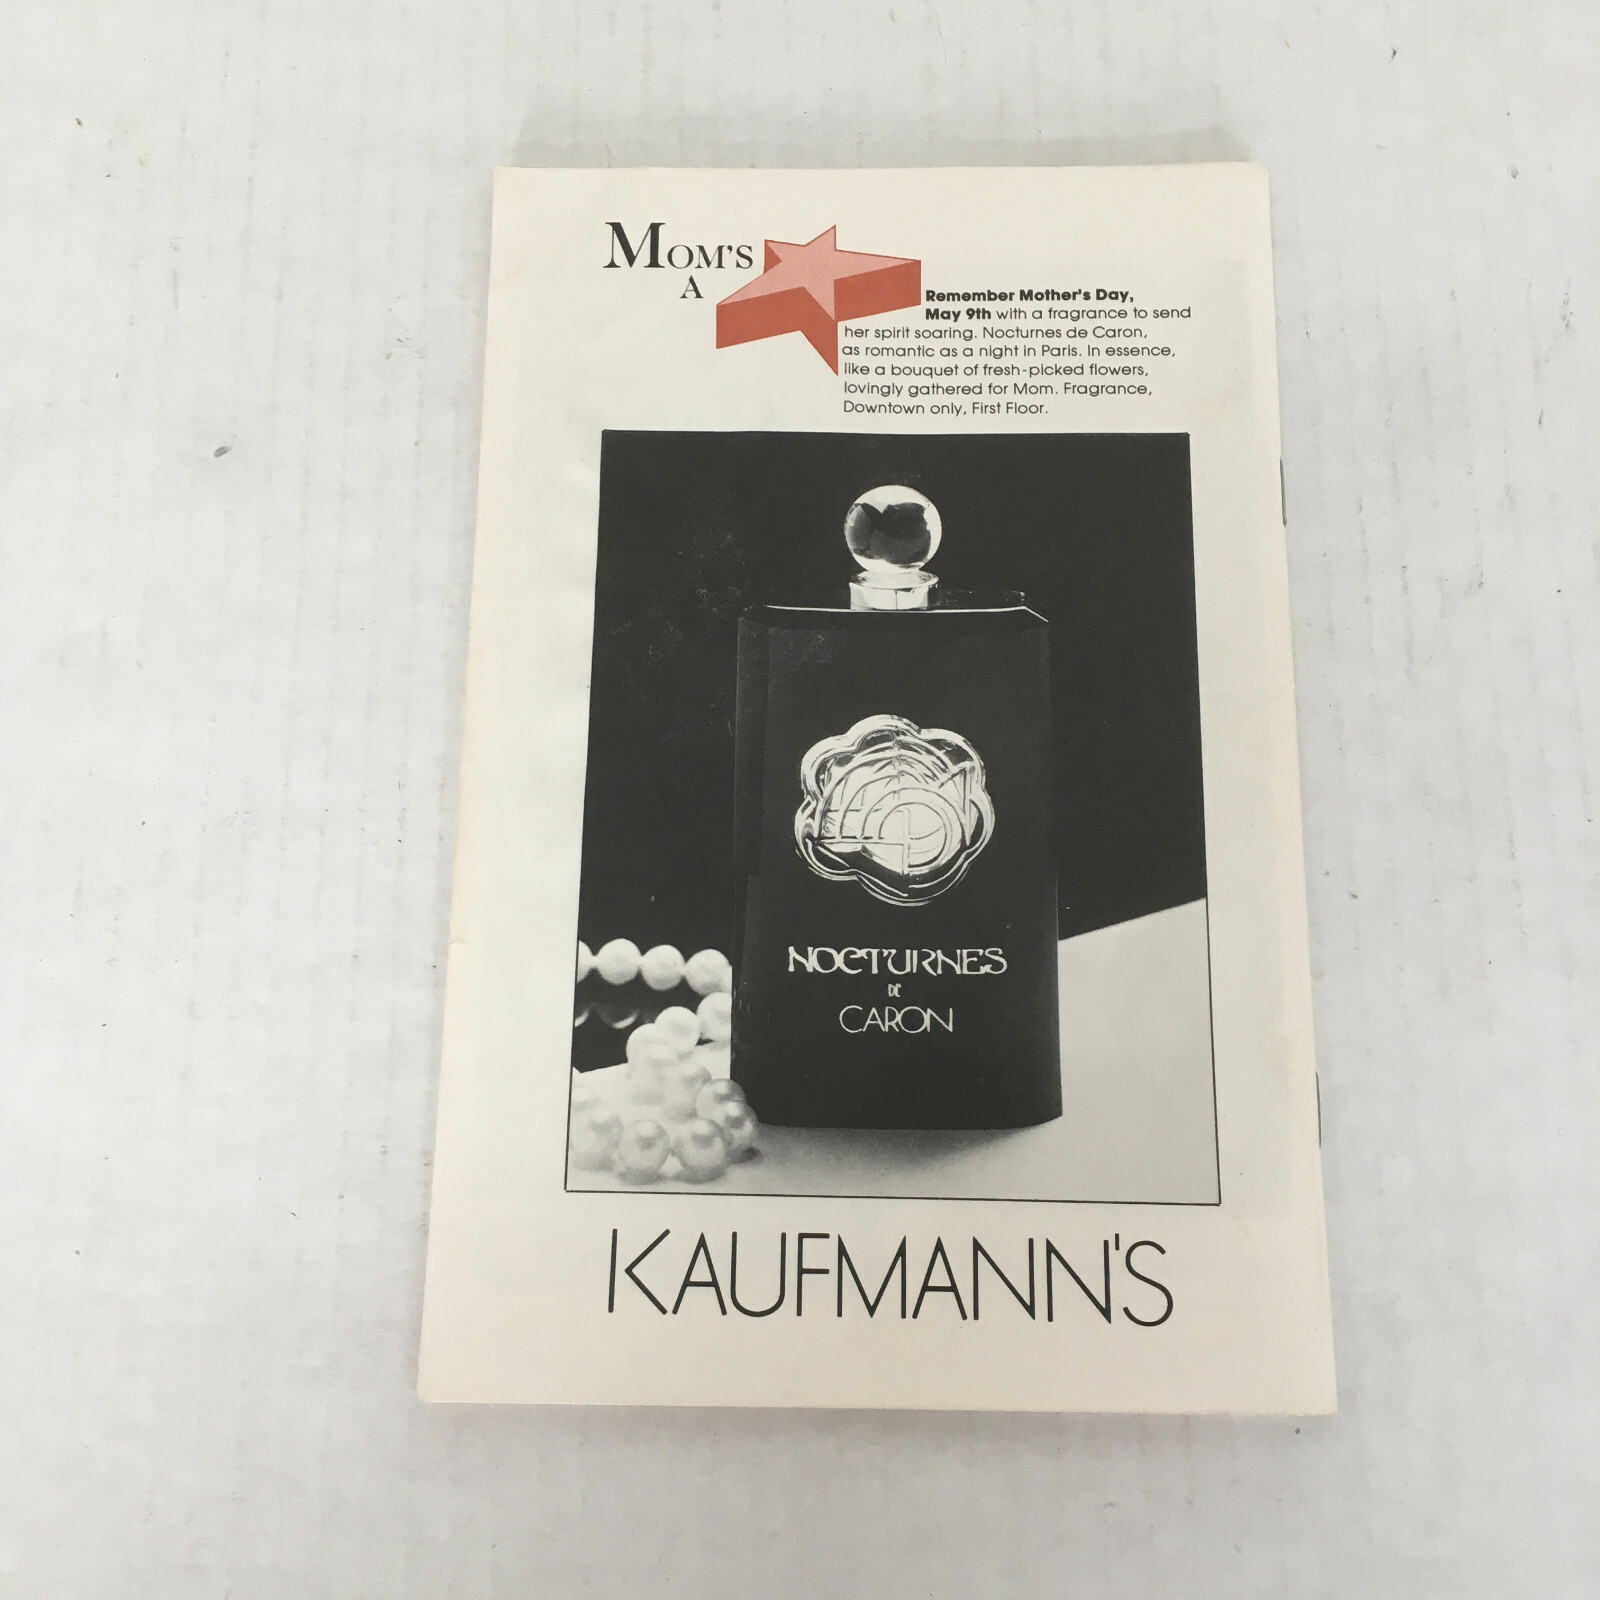 MOM'S
A
Remember Mother's Day,
May 9th with a fragrance to send
her spirit soaring. Nocturnes de Caron,
as romantic as a night in Paris. In essence,
like a bouquet of fresh-picked flowers,
lovingly gathered for Mom. Fragrance,
Downtown only, First Floor.
NOCTURNES
DE
CARON
KAUFMANN'S